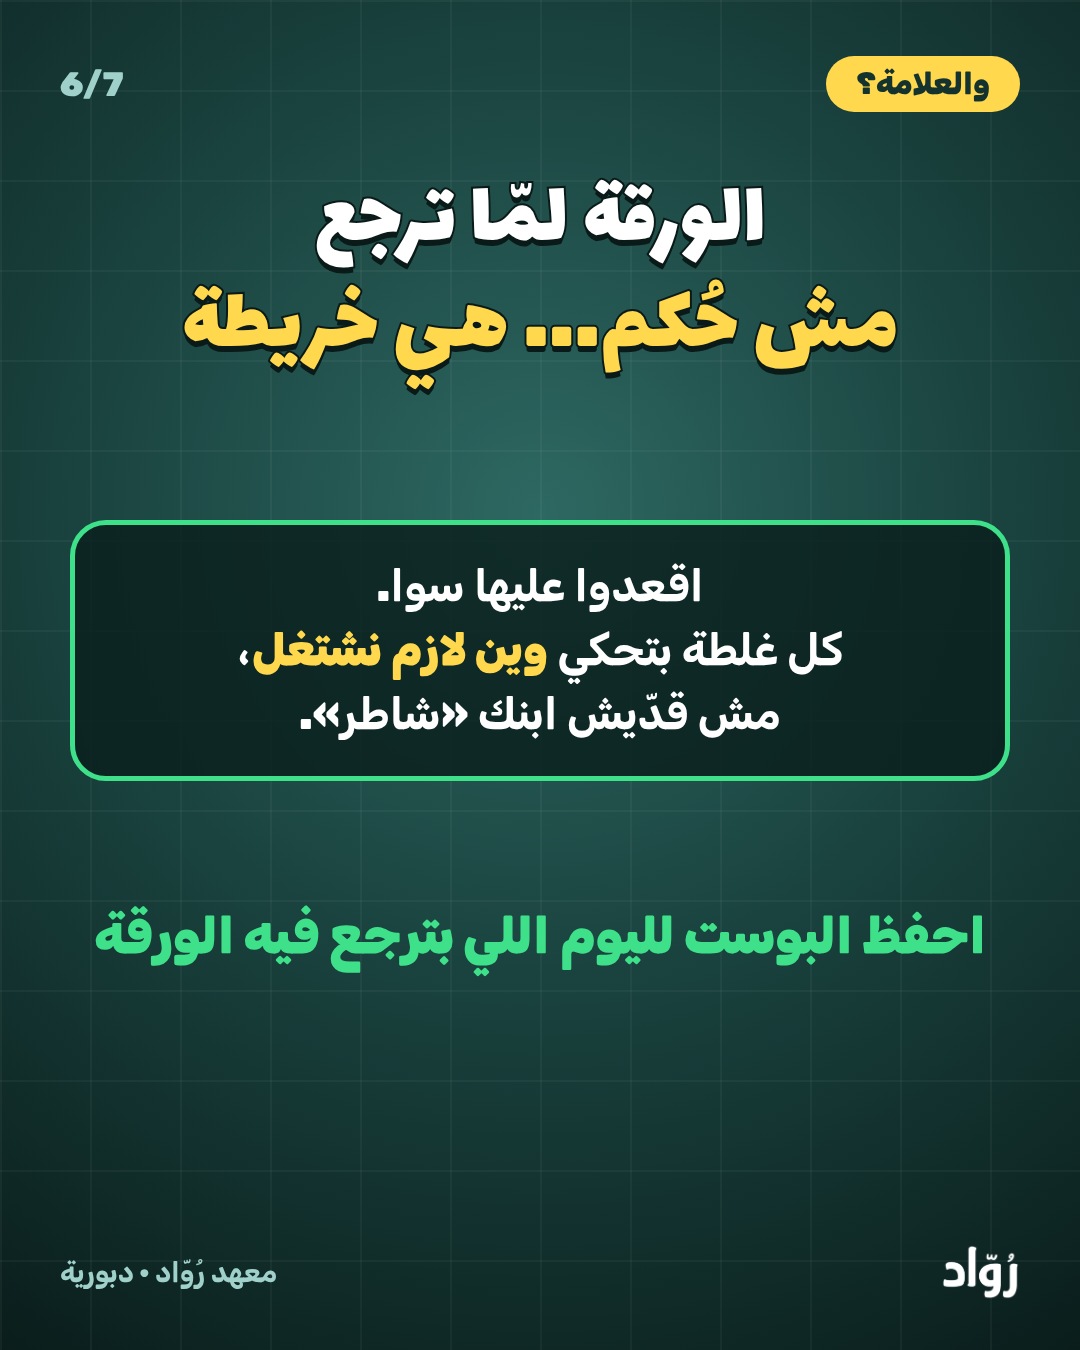 والعلامة؟
6/7
الورقة لمّا ترجع
مش حُكم... هي خريطة
اقعدوا عليها سوا.
كل غلطة بتحكي وين لازم نشتغل،
مش قدّيش ابنك «شاطر».
احفظ البوست لليوم اللي بترجع فيه الورقة
رُوّاد
معهد رُوّاد • دبورية